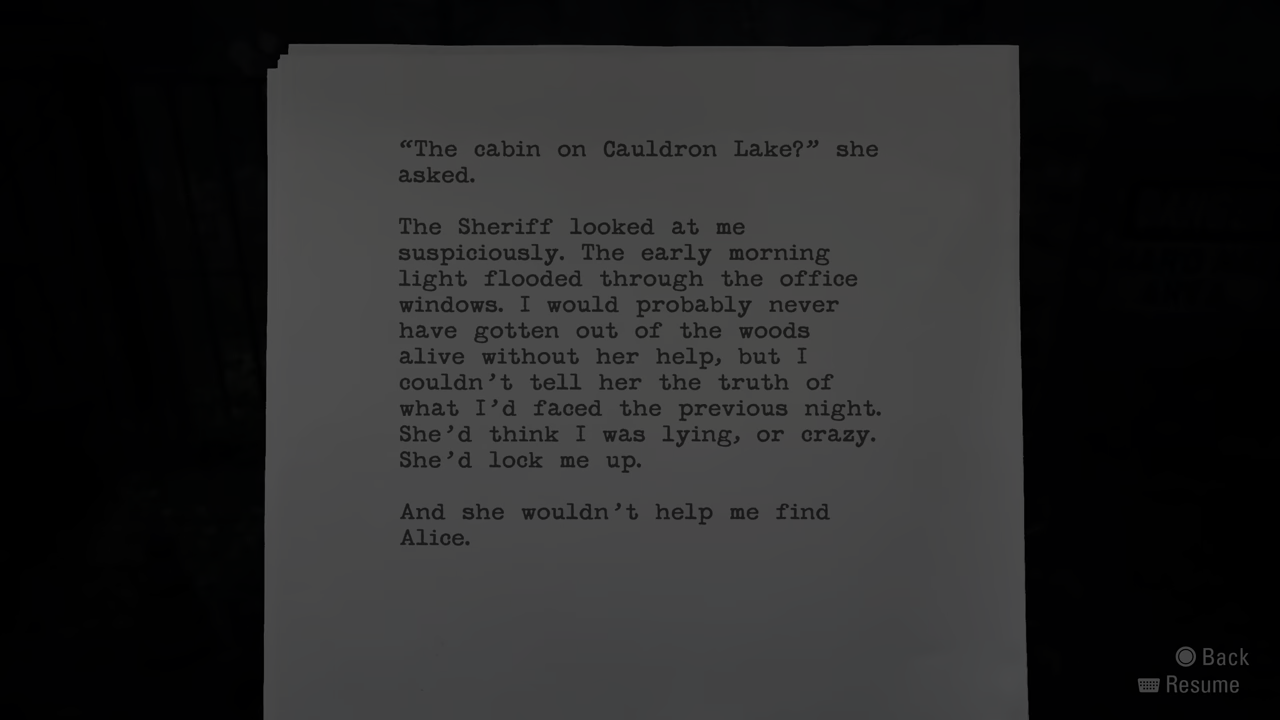 “The cabin on Cauldron Lake?” she
asked.
The Sheriff looked at me
suspiciously. The early morning
light flooded through the office
windows. I would probably never
have gotten out of the woods
alive without her help, but I
couldn’t tell her the truth of
what I’d faced the previous night.
She’d think I was lying, or crazy.
She’d lock me up.
And she wouldn’t help me find
Alice.
Back
Resume